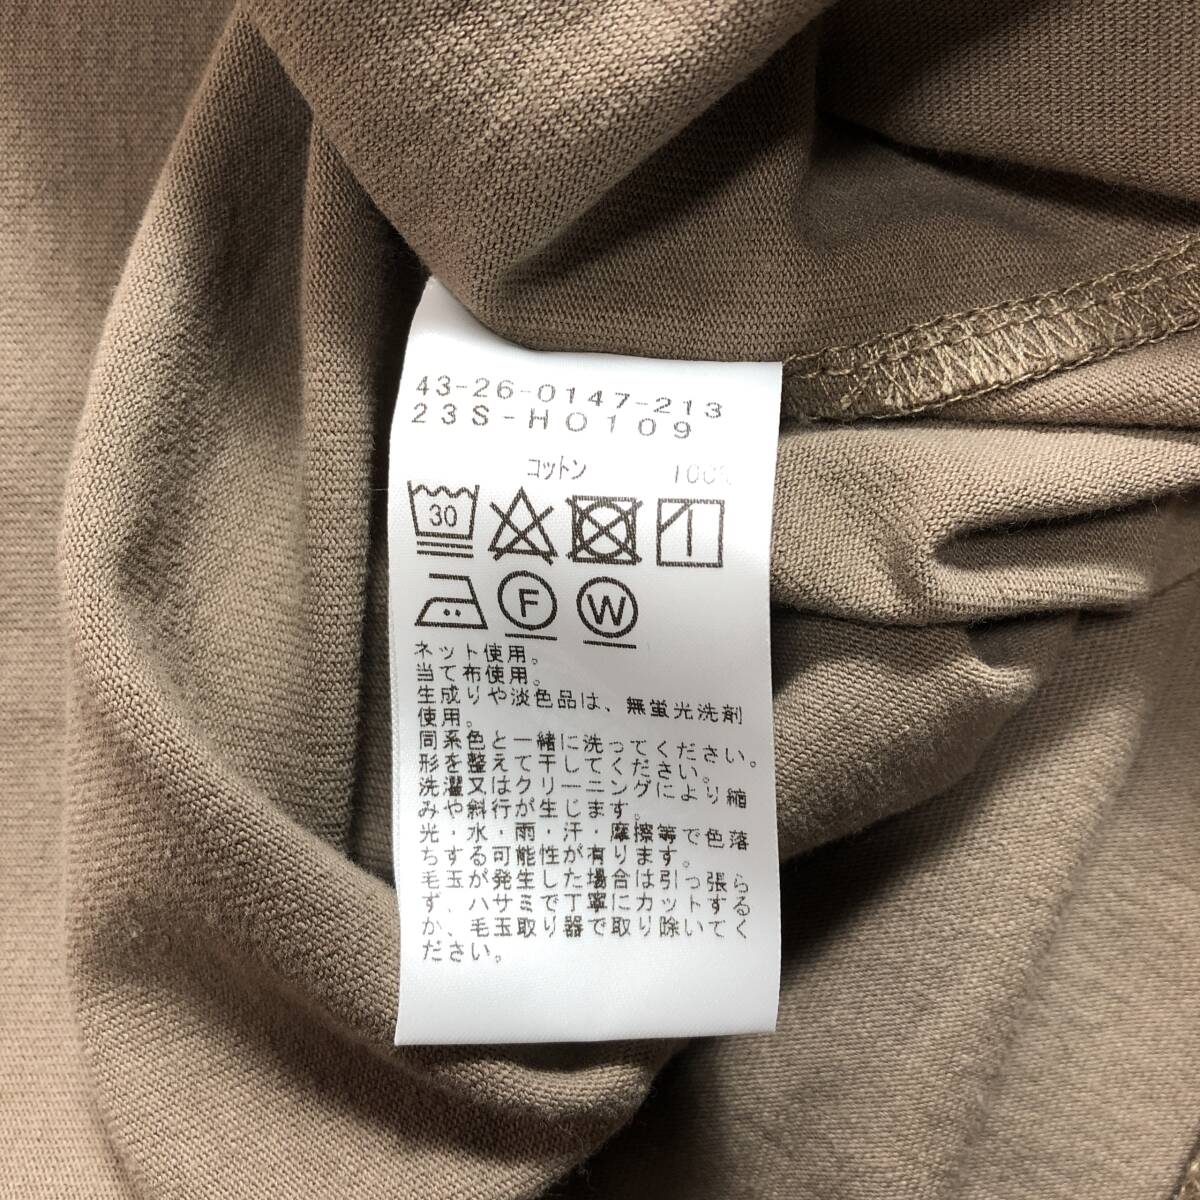 43-26-0147-213
23S-H0109
コットン 100%
30
F W
ネット使用。
当て布使用。
生成りや淡色品は、無蛍光洗剤
使用。
同系色と一緒に洗ってください。
形を整えて干してください。
洗濯又はクリーニングにより縮
みや斜行が生じます。
光・水・雨・汗・摩擦等で色落
ちする可能性が有ります。
毛玉が発生した場合は引っ張ら
ず、ハサミで丁寧にカットする
か、毛玉取り器で取り除いてく
ださい。